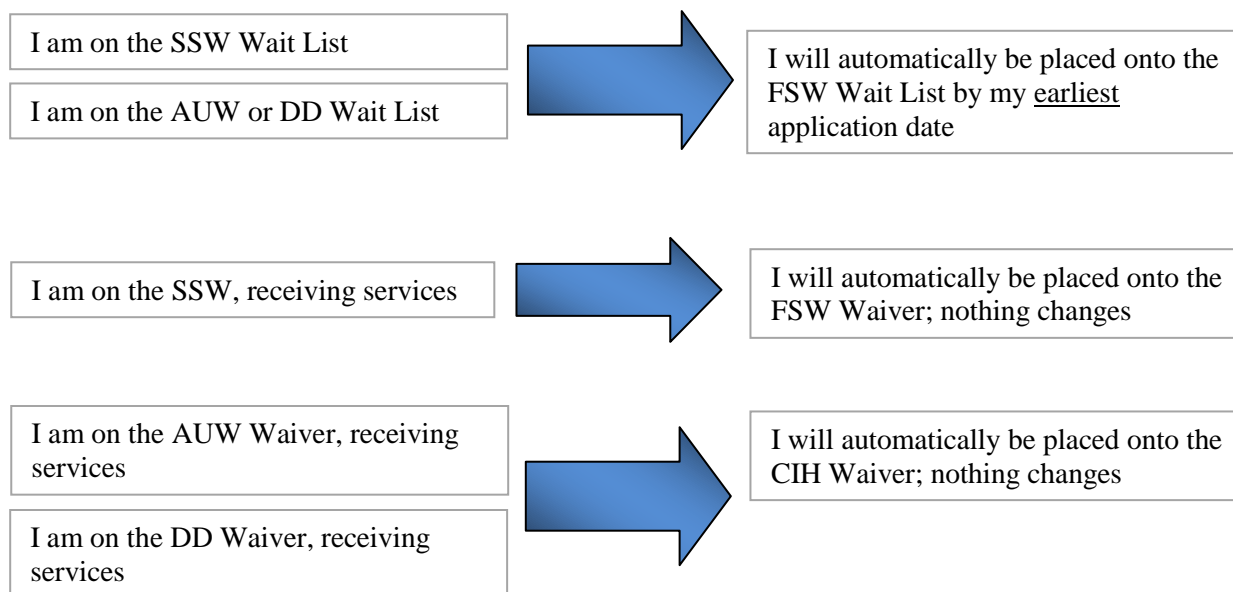 I am on the SSW Wait List
I am on the AUW or DD Wait List
I will automatically be placed onto the
FSW Wait List by my earliest
application date
I am on the SSW, receiving services
I will automatically be placed onto the
FSW Waiver; nothing changes
I am on the AUW Waiver, receiving
services
I am on the DD Waiver, receiving
services
I will automatically be placed onto the
CIH Waiver; nothing changes